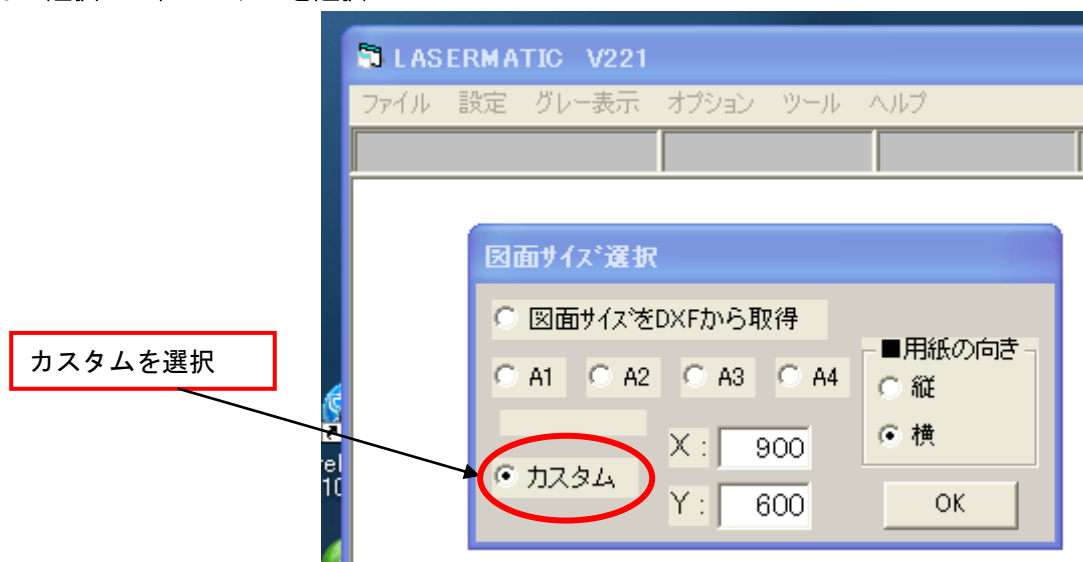 LASERMATIC V221
ファイル 設定 グレー表示 オプション ツール ヘルプ
図面サイズ選択
図面サイズをDXFから取得
A1 A2 A3 A4
■用紙の向き
縦
横
カスタムを選択
カスタム
X : 900
Y : 600
OK